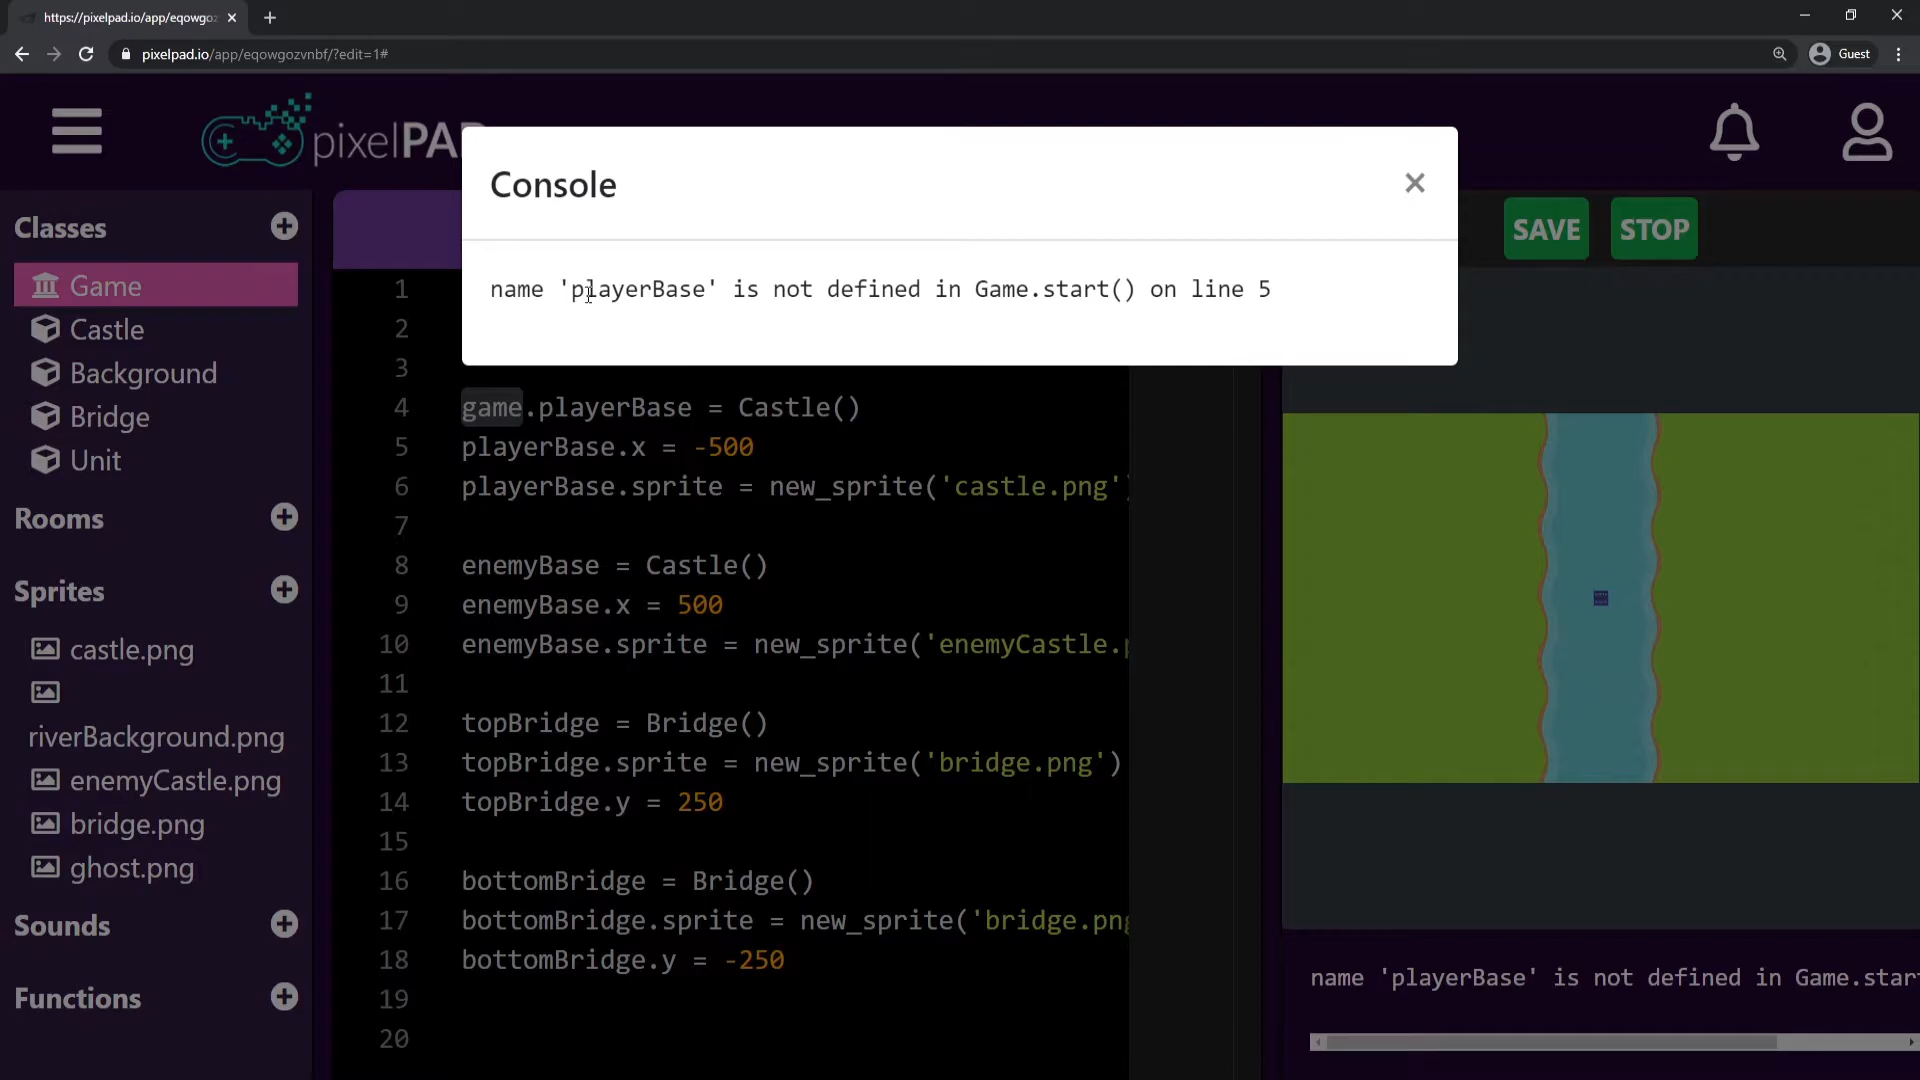 https://pixelpad.io/app/eqowgoz
pixelpad.io/app/eqowgozvnbf/?edit=1#
Guest
pixelPA
Console
SAVE
STOP
name 'playerBase' is not defined in Game.start() on line 5
Classes
Game
Castle
Background
Bridge
Unit
Rooms
Sprites
castle.png
riverBackground.png
enemyCastle.png
bridge.png
ghost.png
Sounds
Functions
1
2
3
4 game.playerBase = Castle()
5 playerBase.x = -500
6 playerBase.sprite = new_sprite('castle.png')
7
8 enemyBase = Castle()
9 enemyBase.x = 500
10 enemyBase.sprite = new_sprite('enemyCastle.p
11
12 topBridge = Bridge()
13 topBridge.sprite = new_sprite('bridge.png')
14 topBridge.y = 250
15
16 bottomBridge = Bridge()
17 bottomBridge.sprite = new_sprite('bridge.png
18 bottomBridge.y = -250
19
20
name 'playerBase' is not defined in Game.start